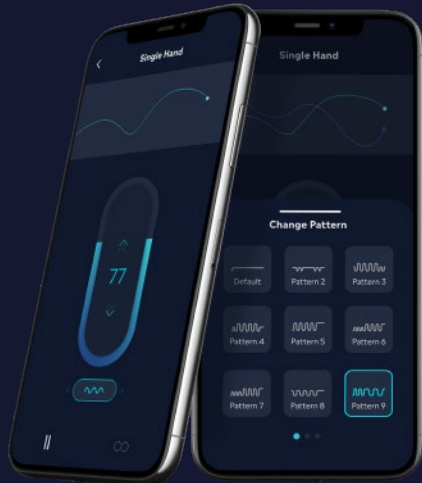 Single Hand
77
Single Hand
Change Pattern
Default
Pattern 2
Pattern 3
Pattern 4
Pattern 5
Pattern 6
Pattern 7
Pattern 8
Pattern 9